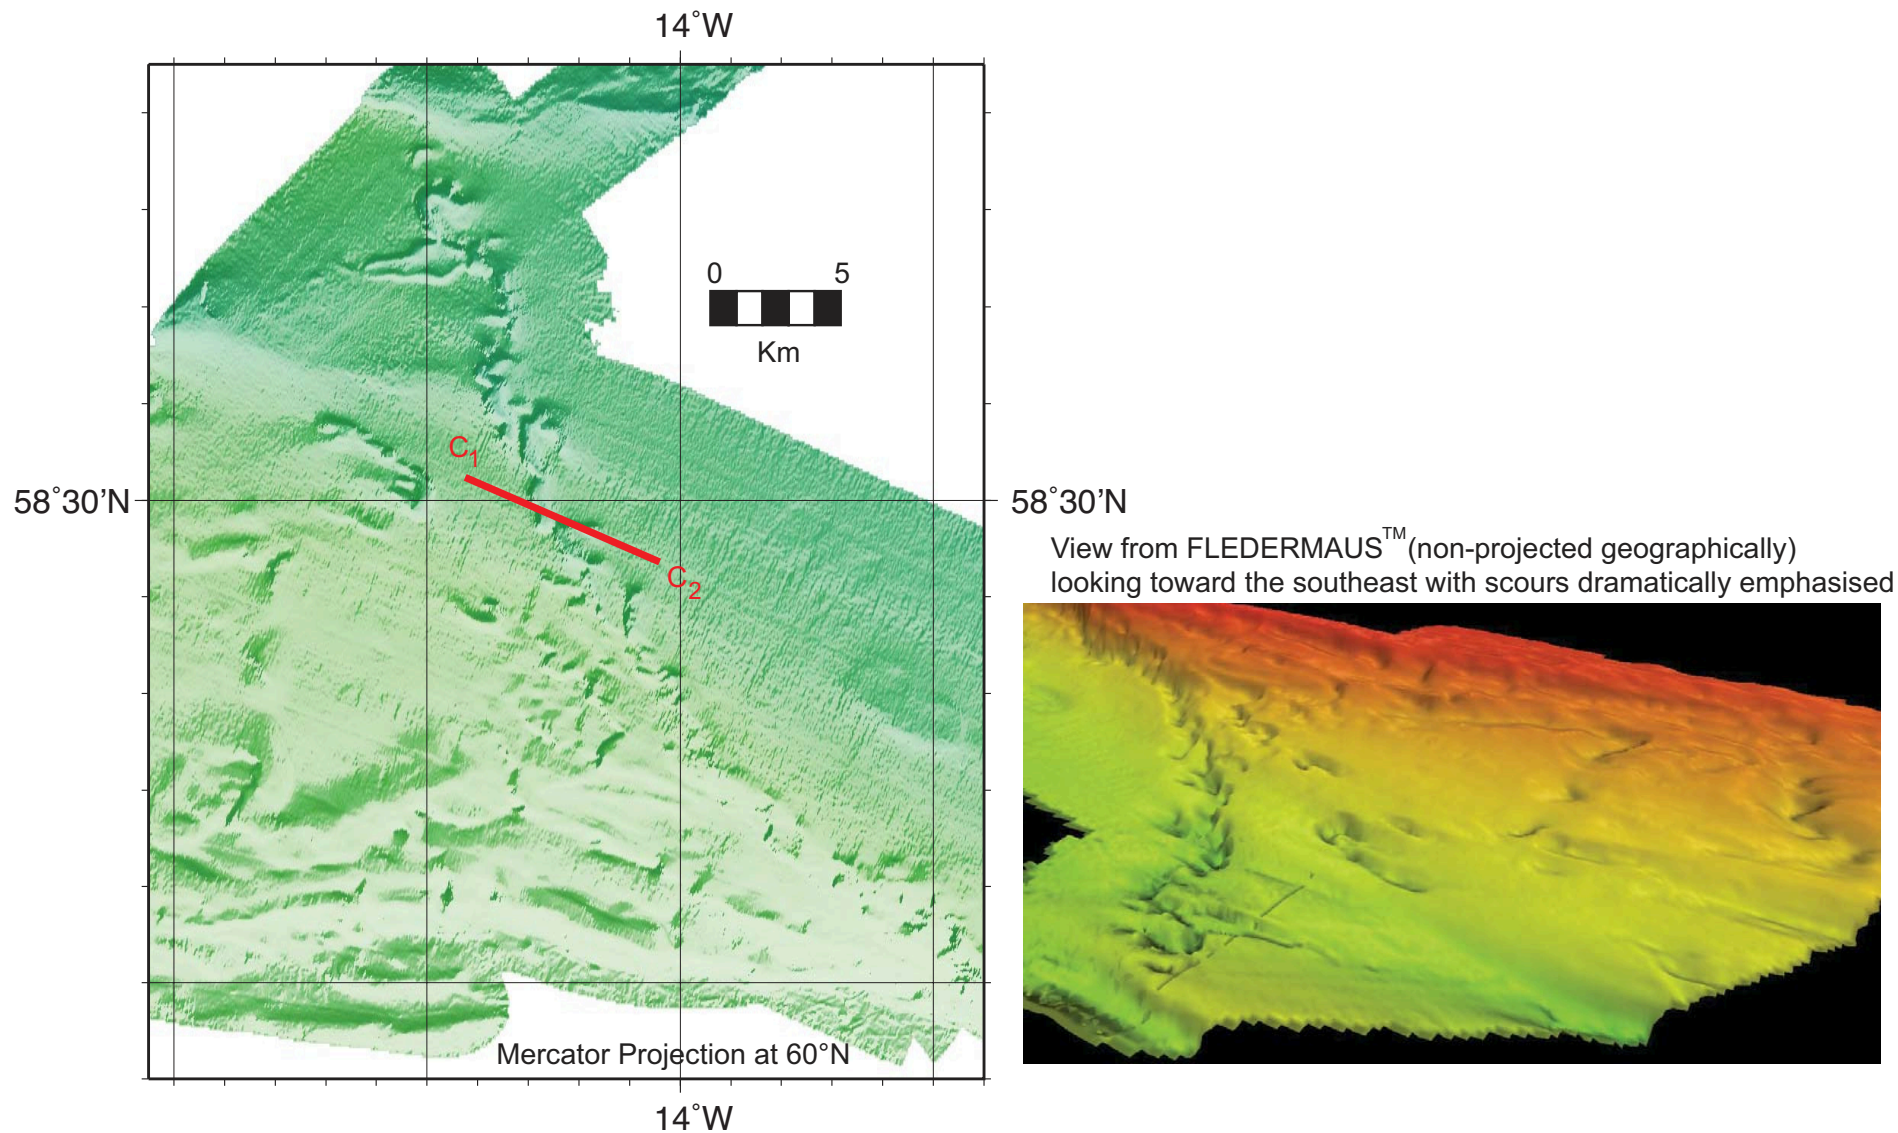 14°W
0 5
Km
C1
58°30'N
58°30'N
C2
View from FLEDERMAUS™ (non-projected geographically)
looking toward the southeast with scours dramatically emphasised
Mercator Projection at 60°N
14°W